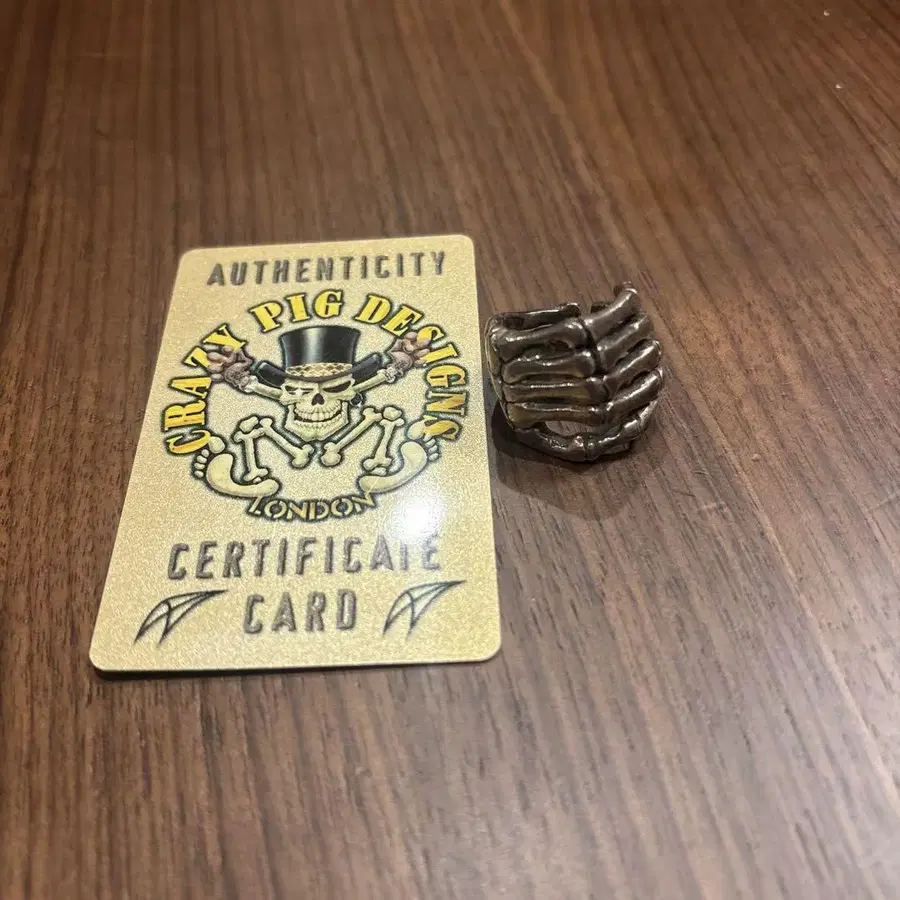 AUTHENTICITY
CRAZY PIG DESIGNS
LONDON
CERTIFICATE
CARD